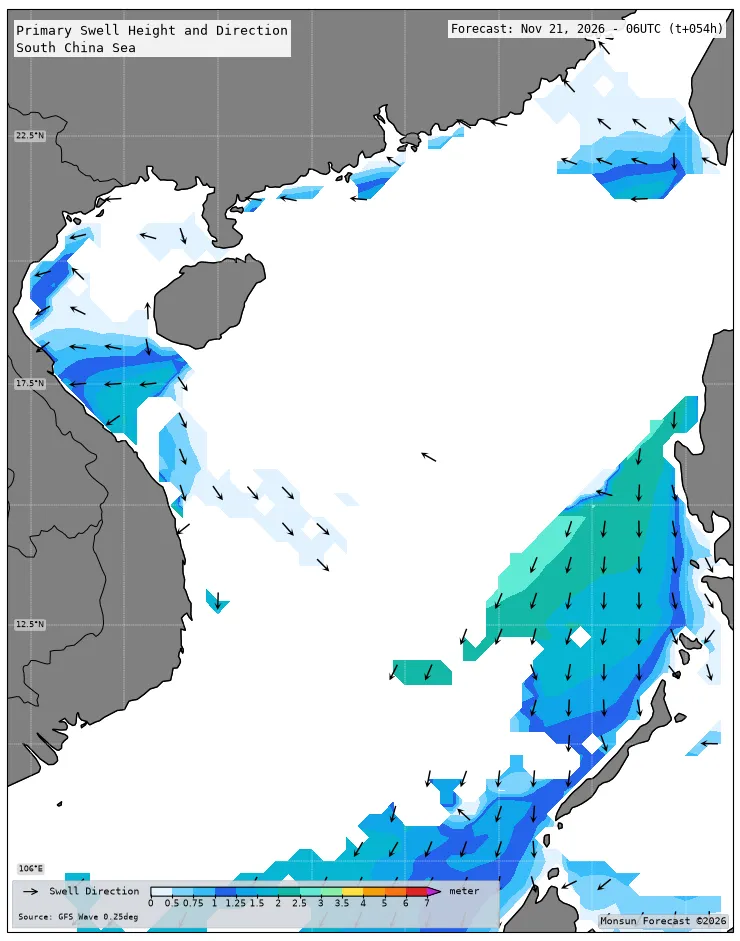 Primary Swell Height and Direction
South China Sea
Forecast: Nov 21, 2026 - 06UTC (t+054h)
22.5°N
17.5°N
12.5°N
106°E
Swell Direction
meter
0 0.5 0.75 1 1.25 1.5 2 2.5 3 3.5 4 5 6 7
Source: GFS Wave 0.25deg
Monsun Forecast ©2026